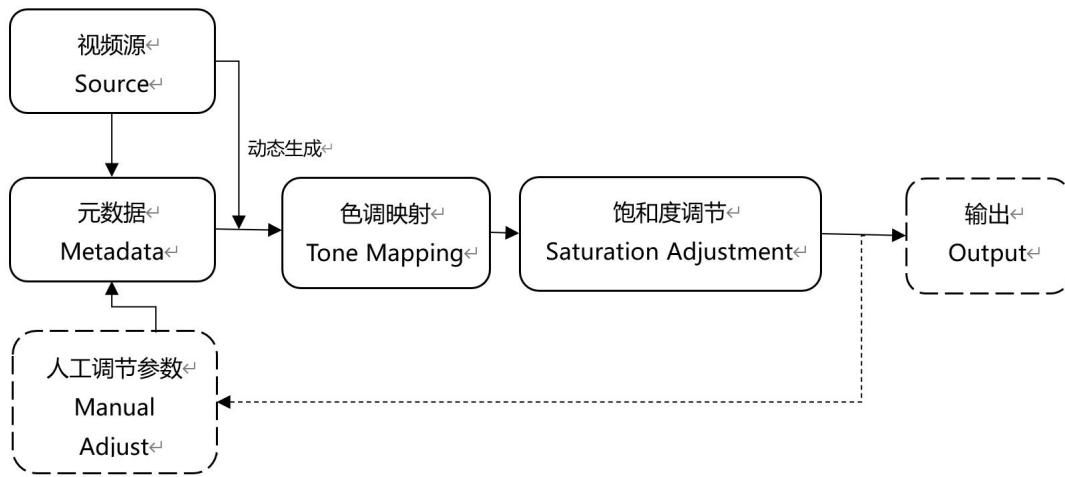 视频源
Source
动态生成
元数据
Metadata
色调映射
Tone Mapping
饱和度调节
Saturation Adjustment
输出
Output
人工调节参数
Manual
Adjust